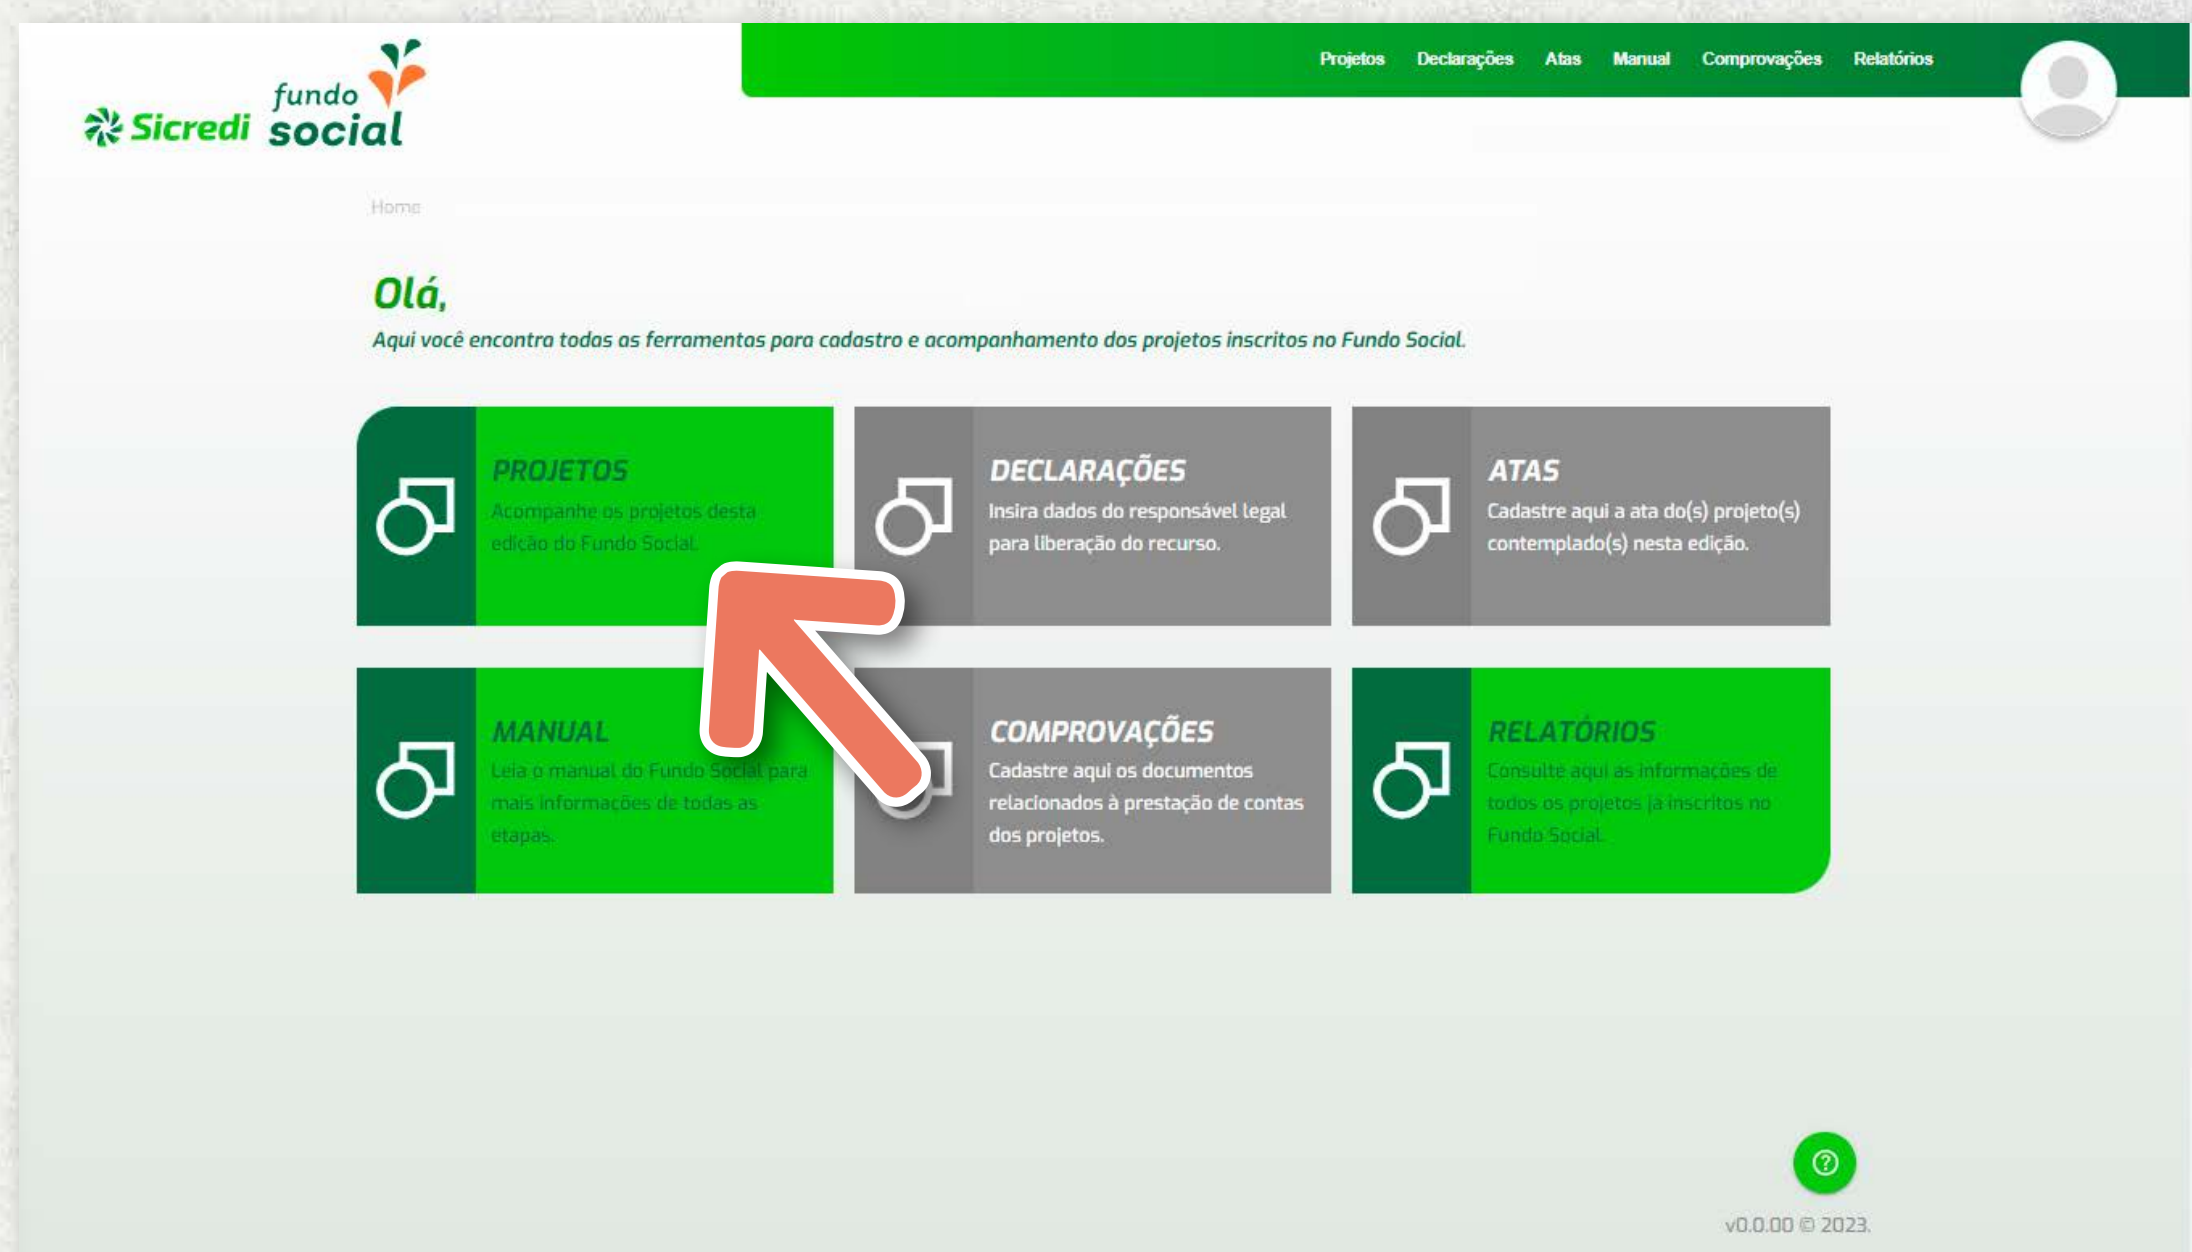 Projetos Declarações Atas Manual Comprovações Relatórios
fundo
Sicredi social
Home
Olá,
Aqui você encontra todas as ferramentas para cadastro e acompanhamento dos projetos inscritos no Fundo Social.
PROJETOS
Acompanhe os projetos desta
edição do Fundo Social.
DECLARAÇÕES
Insira dados do responsável legal
para liberação do recurso.
ATAS
Cadastre aqui a ata do(s) projeto(s)
contemplado(s) nesta edição.
MANUAL
Leia o manual do Fundo Social para
mais informações de todas as
etapas.
COMPROVAÇÕES
Cadastre aqui os documentos
relacionados à prestação de contas
dos projetos.
RELATÓRIOS
Consulte aqui as informações de
todos os projetos já inscritos no
Fundo Social.
?
v0.0.00 © 2023.